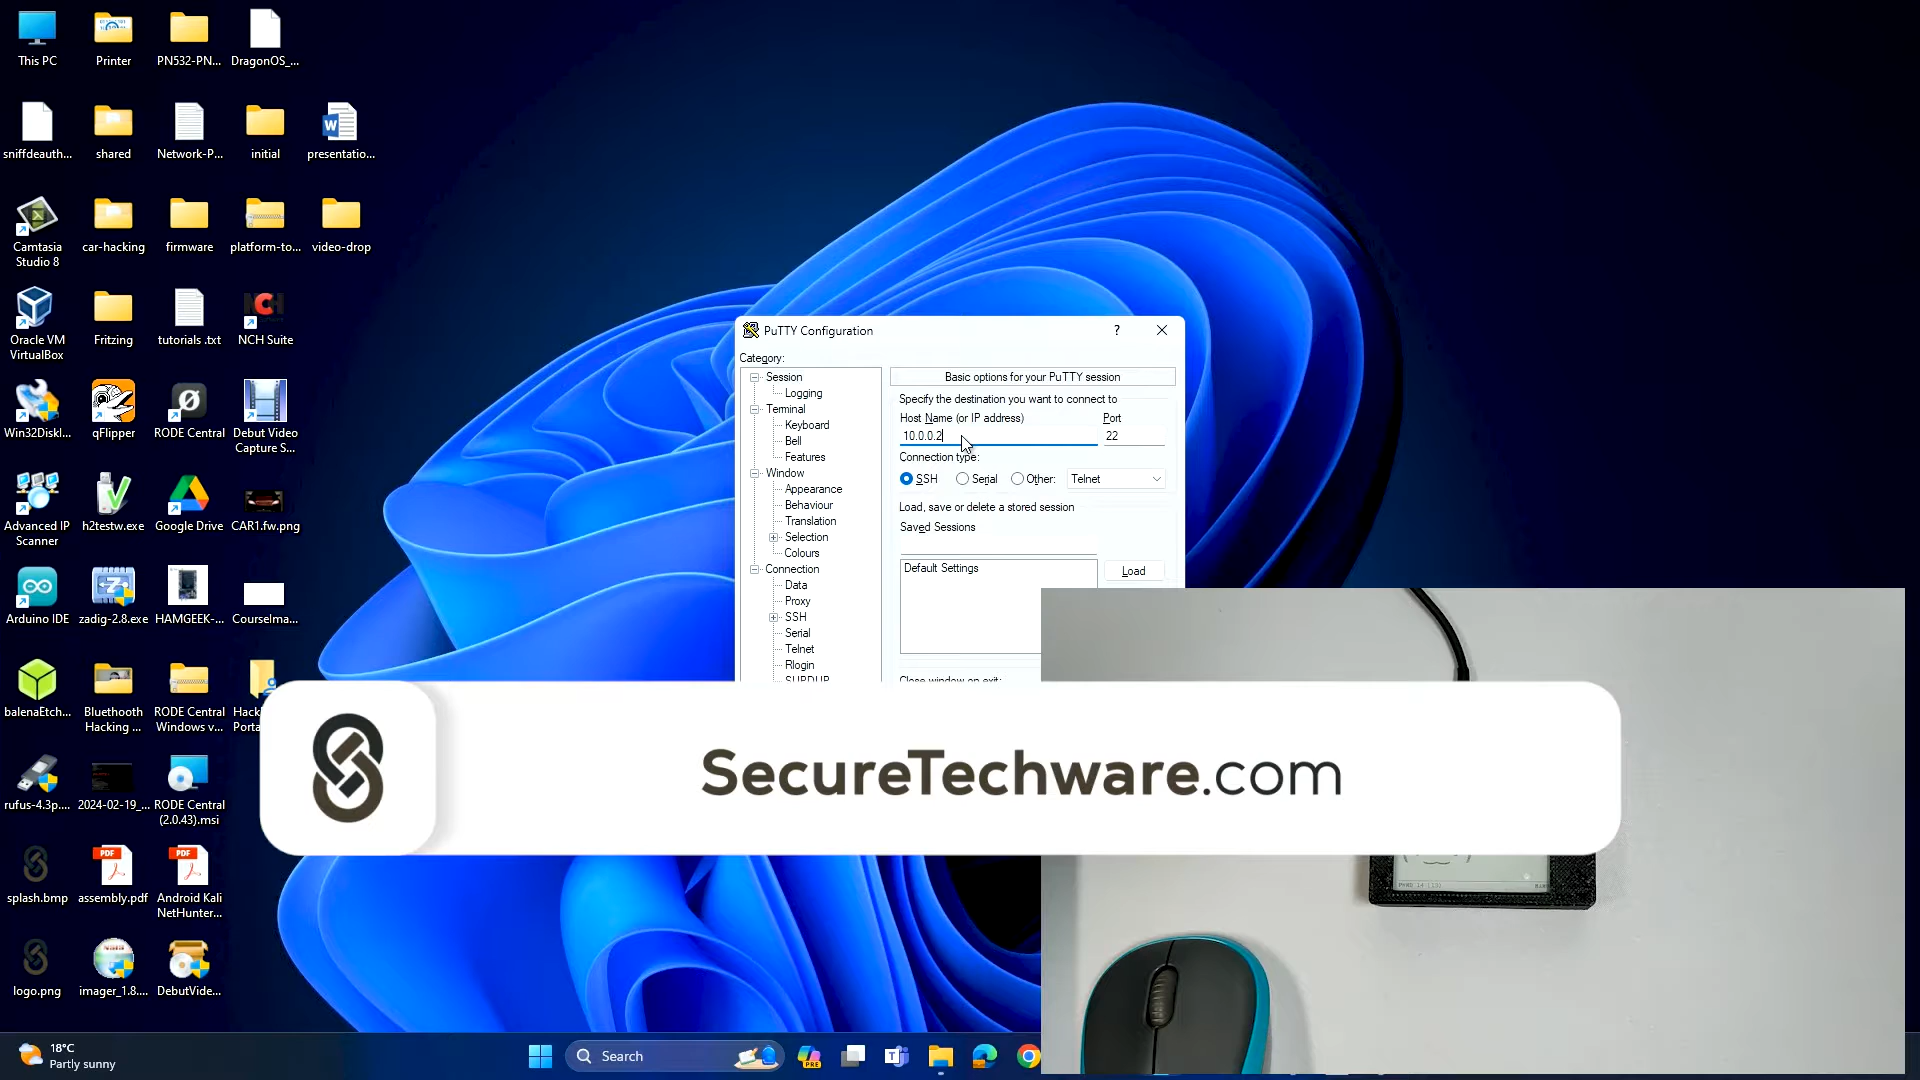 This PC
Printer
PN532-PN...
DragonOS_...
sniffdeauth...
shared
Network-P...
initial
presentatio...
Camtasia
Studio 8
car-hacking
firmware
platform-to...
video-drop
Oracle VM
VirtualBox
Fritzing
tutorials .txt
NCH Suite
Win32DiskI...
qFlipper
RODE Central
Debut Video
Capture S...
Advanced IP
Scanner
h2testw.exe
Google Drive
CAR1.fw.png
Arduino IDE
zadig-2.8.exe
HAMGEEK-...
Courselma...
balenaEtch...
Bluethooth
Hacking ...
RODE Central
Windows v...
Hack
Porta
rufus-4.3p....
2024-02-19_...
RODE Central
(2.0.43).msi
splash.bmp
assembly.pdf
Android Kali
NetHunter...
logo.png
imager_1.8....
DebutVide...
PuTTY Configuration
?
Category:
Session
Logging
Terminal
Keyboard
Bell
Features
Window
Appearance
Behaviour
Translation
Selection
Colours
Connection
Data
Proxy
SSH
Serial
Telnet
Rlogin
SUPDUP
Basic options for your PuTTY session
Specify the destination you want to connect to
Host Name (or IP address)
Port
10.0.0.2
22
Connection type:
SSH
Serial
Other:
Telnet
Load, save or delete a stored session
Saved Sessions
Default Settings
Load
Close window on exit:
SecureTechware.com
18°C
Partly sunny
Search